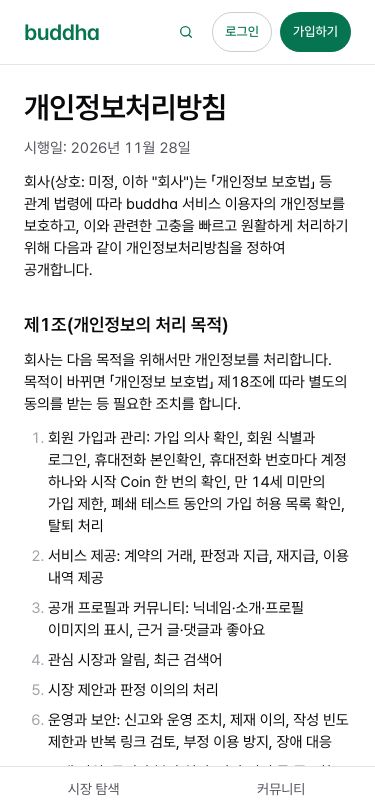 buddha
로그인
가입하기
개인정보처리방침
시행일: 2026년 11월 28일
회사(상호: 미정, 이하 "회사")는 「개인정보 보호법」 등
관계 법령에 따라 buddha 서비스 이용자의 개인정보를
보호하고, 이와 관련한 고충을 빠르고 원활하게 처리하기
위해 다음과 같이 개인정보처리방침을 정하여
공개합니다.
제1조(개인정보의 처리 목적)
회사는 다음 목적을 위해서만 개인정보를 처리합니다.
목적이 바뀌면 「개인정보 보호법」 제18조에 따라 별도의
동의를 받는 등 필요한 조치를 합니다.
1. 회원 가입과 관리: 가입 의사 확인, 회원 식별과
로그인, 휴대전화 본인확인, 휴대전화 번호마다 계정
하나와 시작 Coin 한 번의 확인, 만 14세 미만의
가입 제한, 폐쇄 테스트 동안의 가입 허용 목록 확인,
탈퇴 처리
2. 서비스 제공: 계약의 거래, 판정과 지급, 재지급, 이용
내역 제공
3. 공개 프로필과 커뮤니티: 닉네임·소개·프로필
이미지의 표시, 근거 글·댓글과 좋아요
4. 관심 시장과 알림, 최근 검색어
5. 시장 제안과 판정 이의의 처리
6. 운영과 보안: 신고와 운영 조치, 제재 이의, 작성 빈도
제한과 반복 링크 검토, 부정 이용 방지, 장애 대응
시장 탐색
커뮤니티